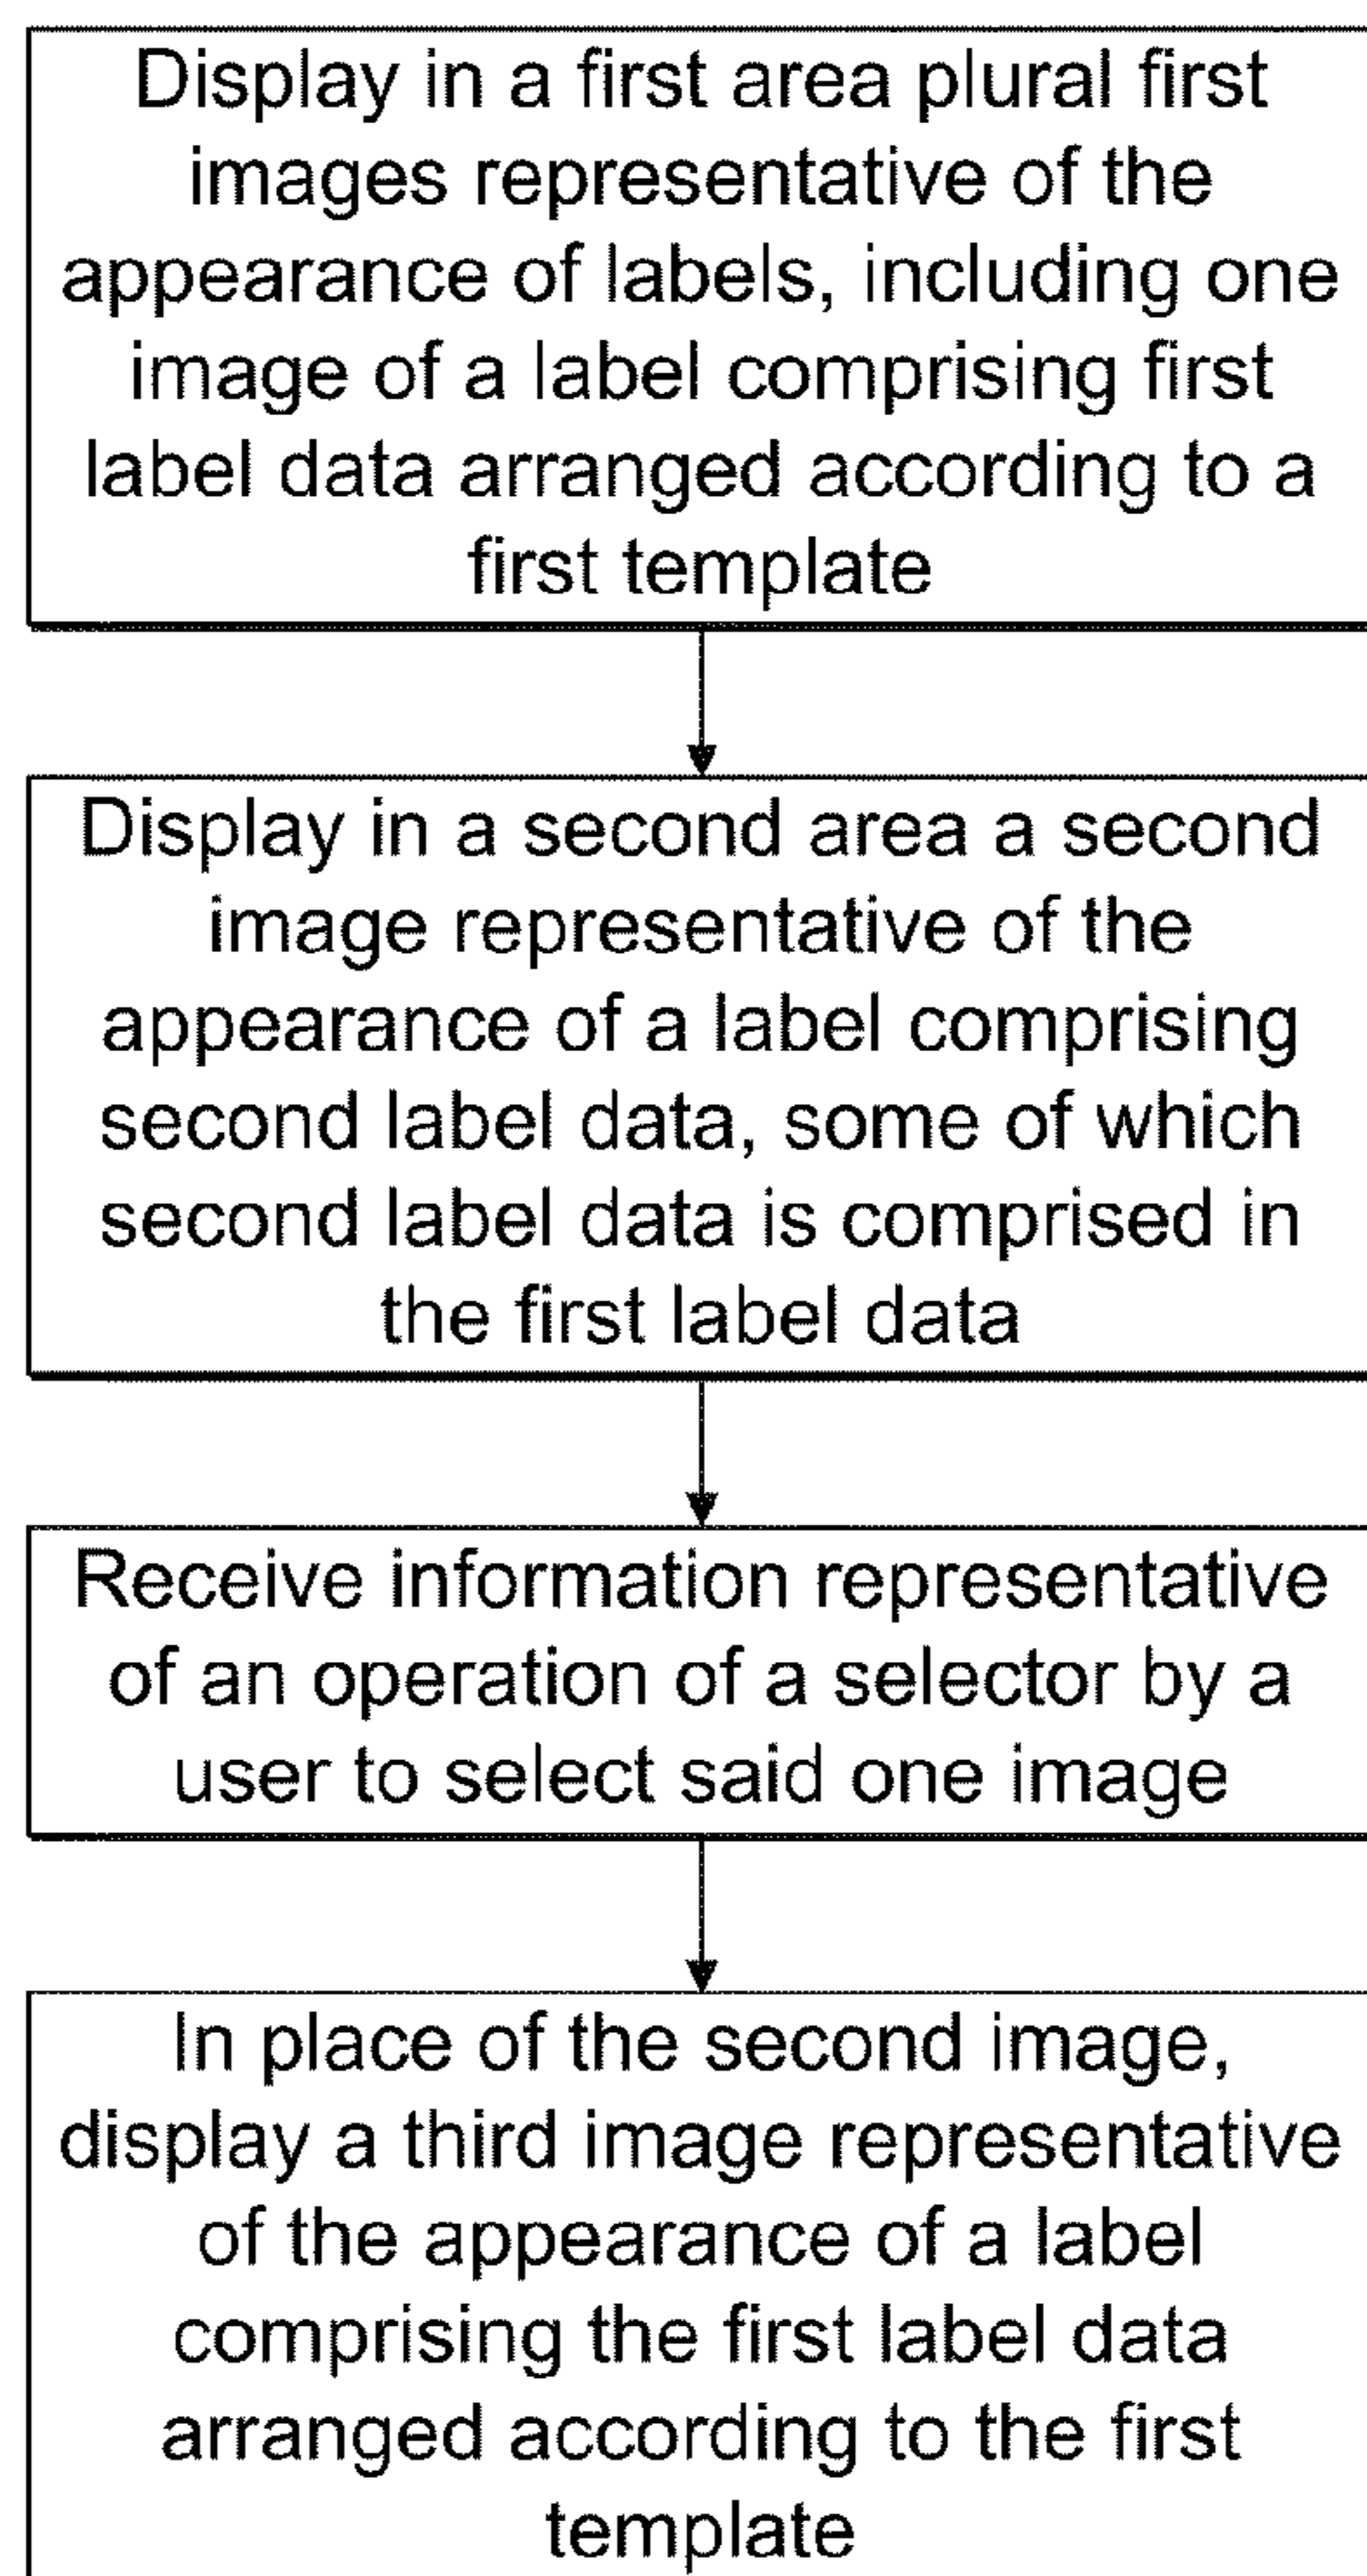 Display in a first area plural first
images representative of the
appearance of labels, including one
image of a label comprising first
label data arranged according to a
first template
Display in a second area a second
image representative of the
appearance of a label comprising
second label data, some of which
second label data is comprised in
the first label data
Receive information representative
of an operation of a selector by a
user to select said one image
In place of the second image,
display a third image representative
of the appearance of a label
comprising the first label data
arranged according to the first
template